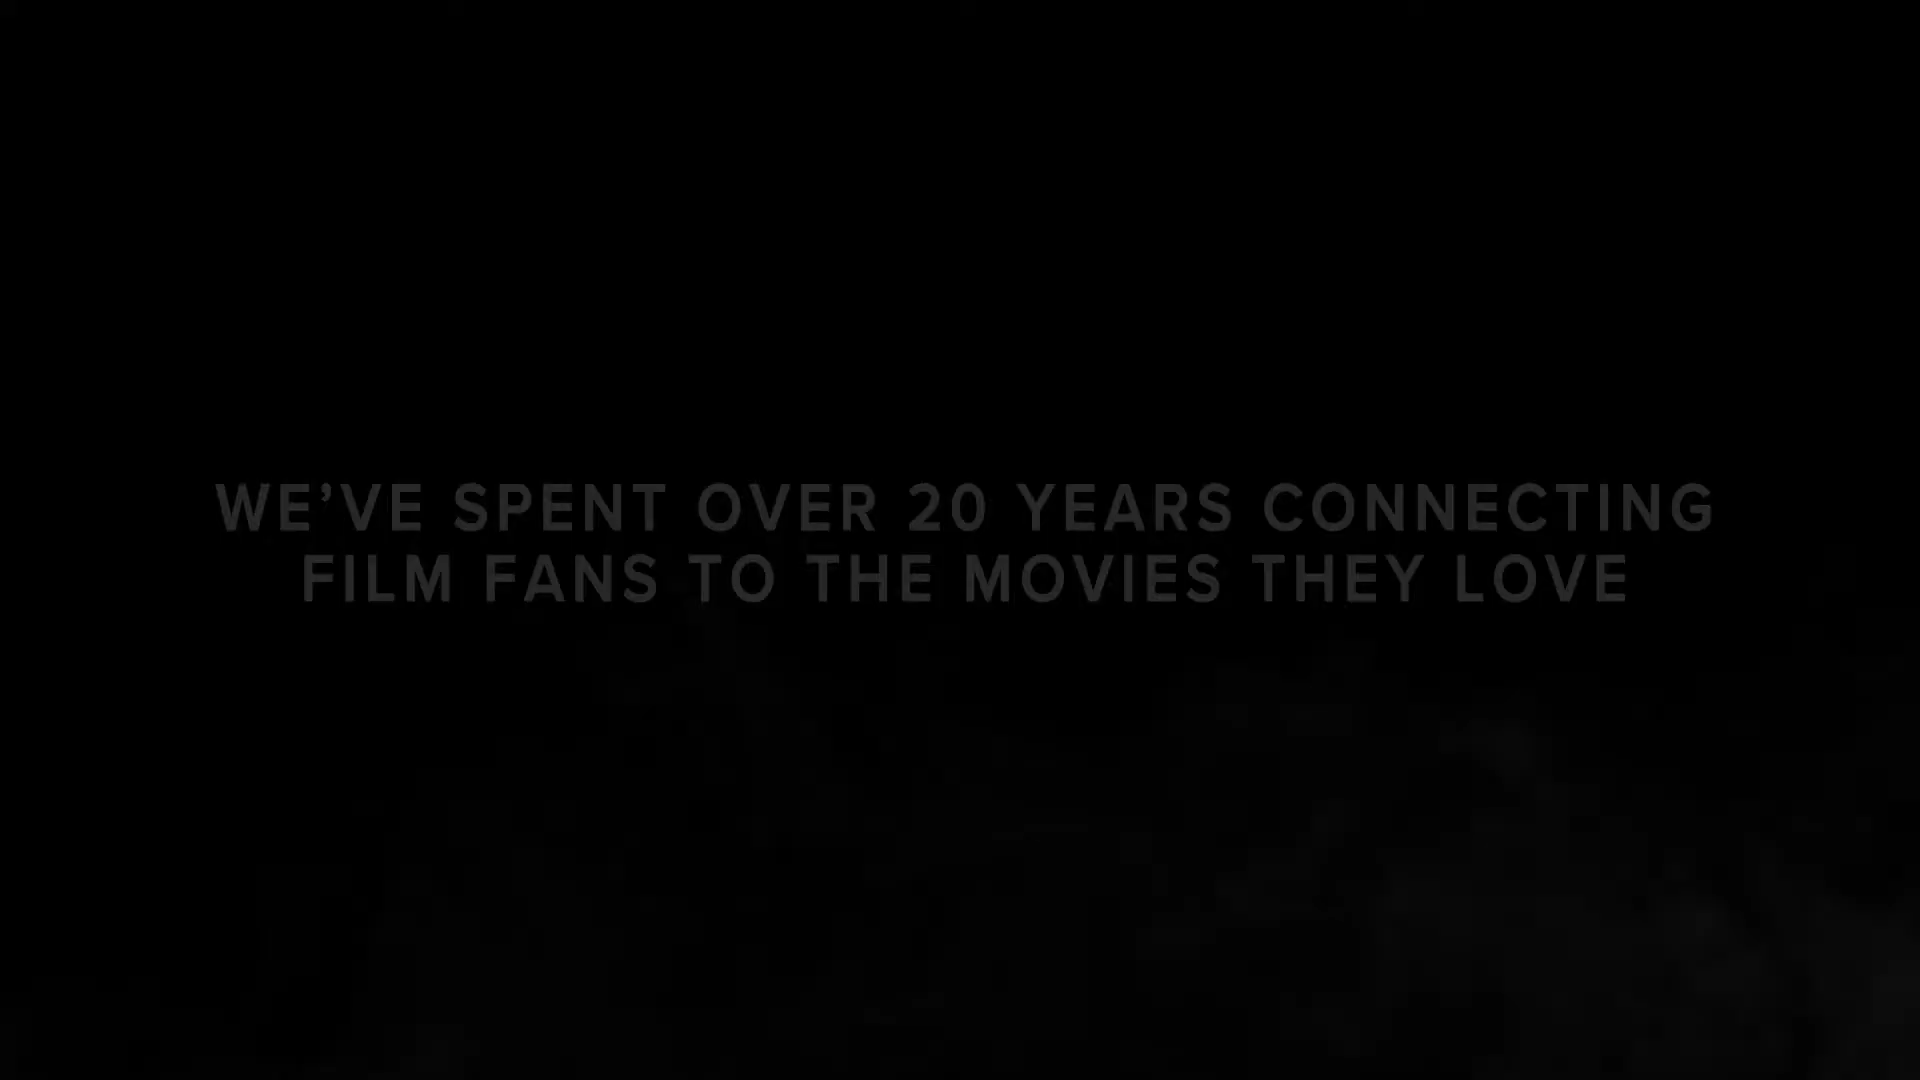 WE’VE SPENT OVER 20 YEARS CONNECTING
FILM FANS TO THE MOVIES THEY LOVE